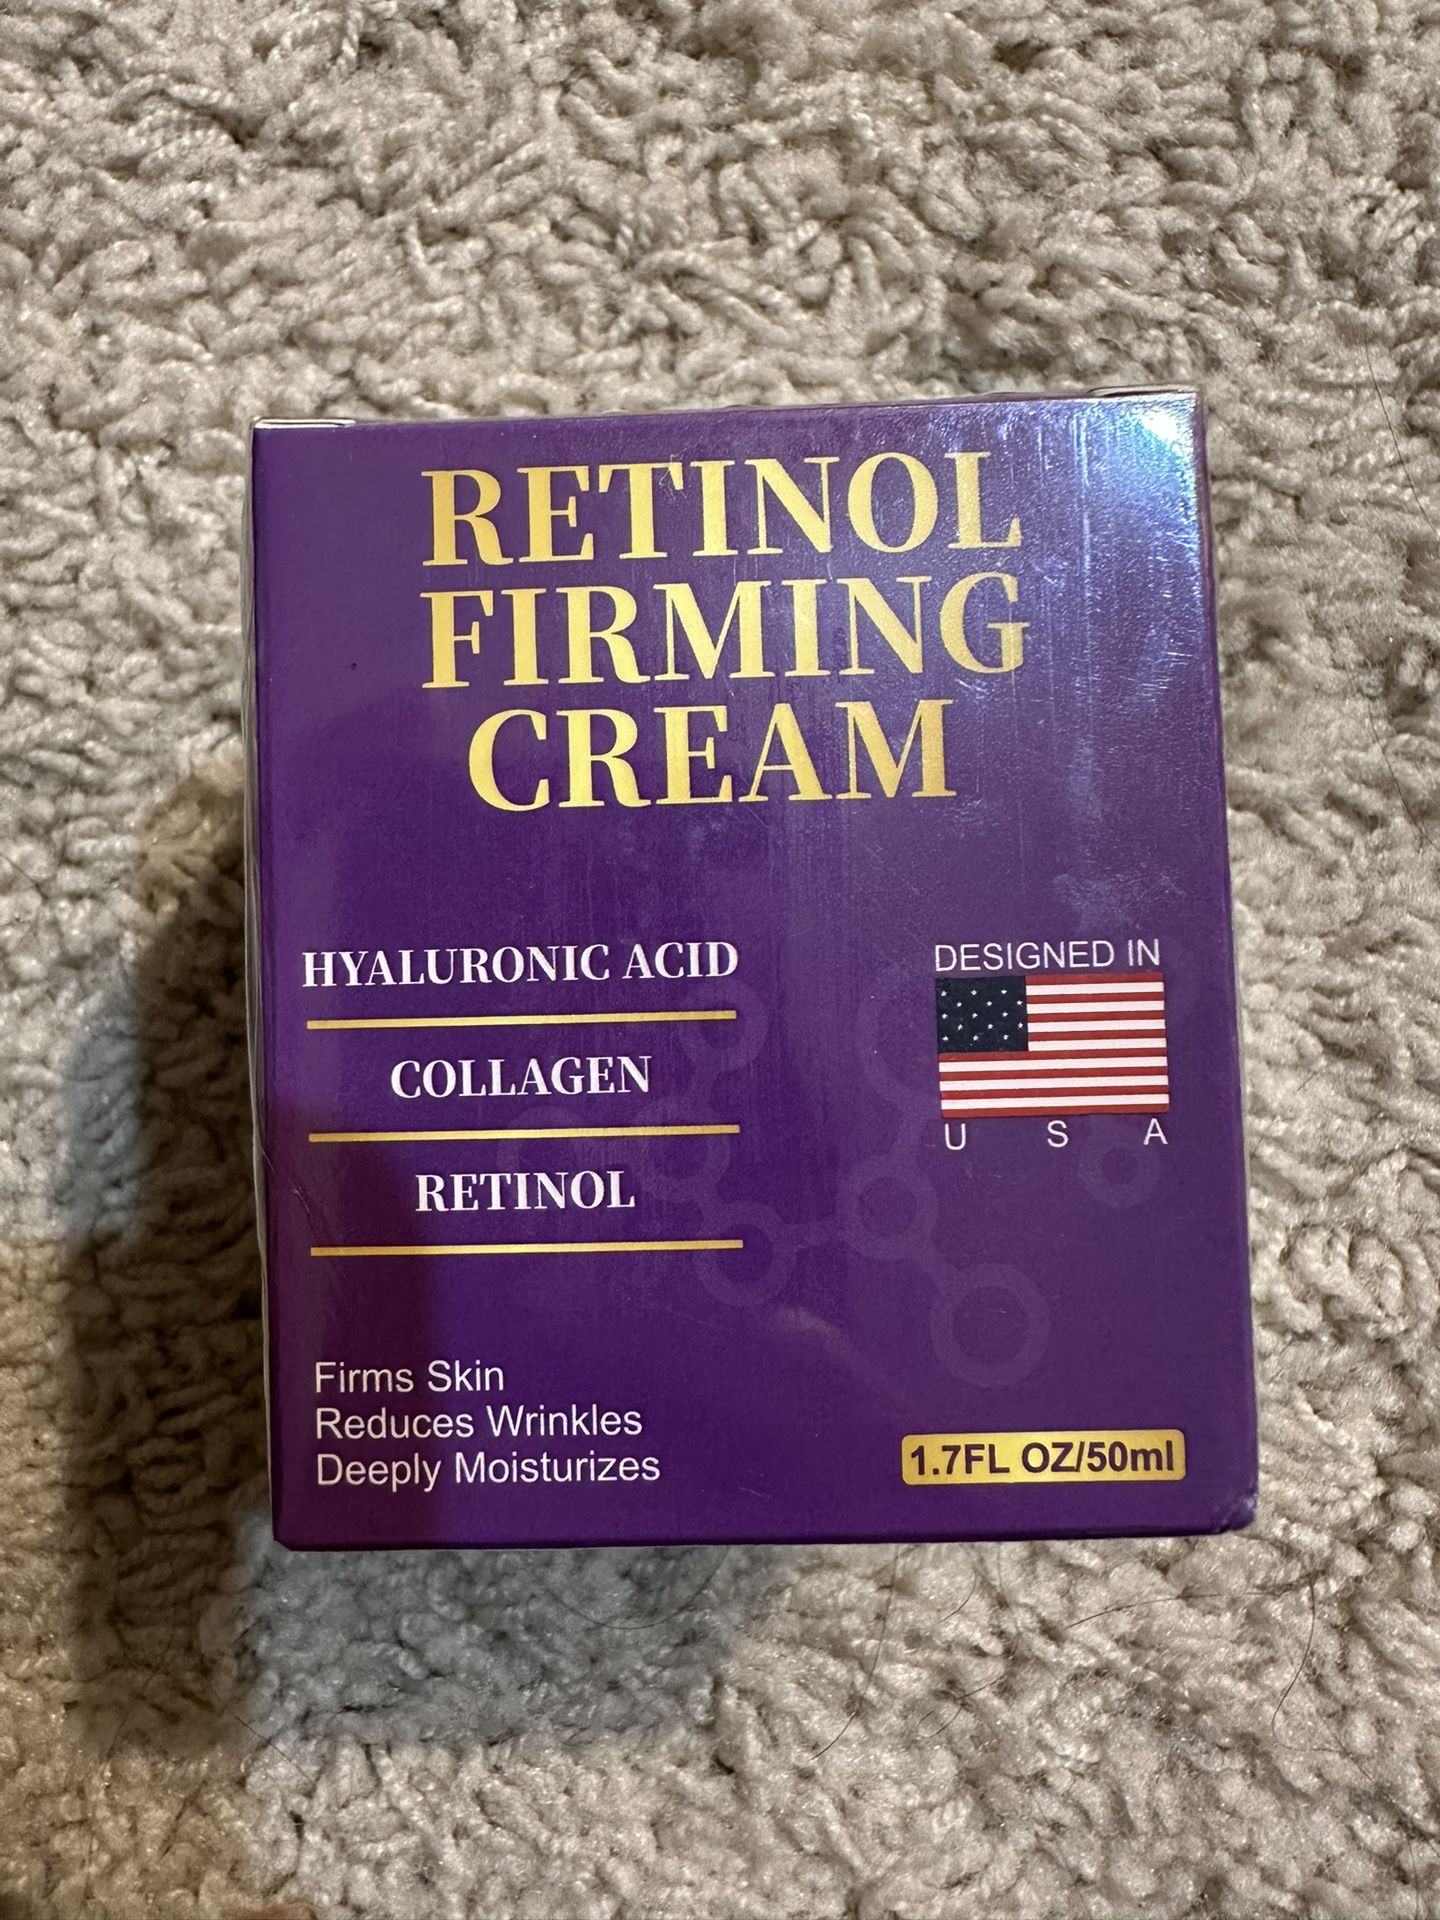 RETINOL
FIRMING
CREAM
HYALURONIC ACID
COLLAGEN
RETINOL
DESIGNED IN
U S A
Firms Skin
Reduces Wrinkles
Deeply Moisturizes
1.7FL OZ/50ml